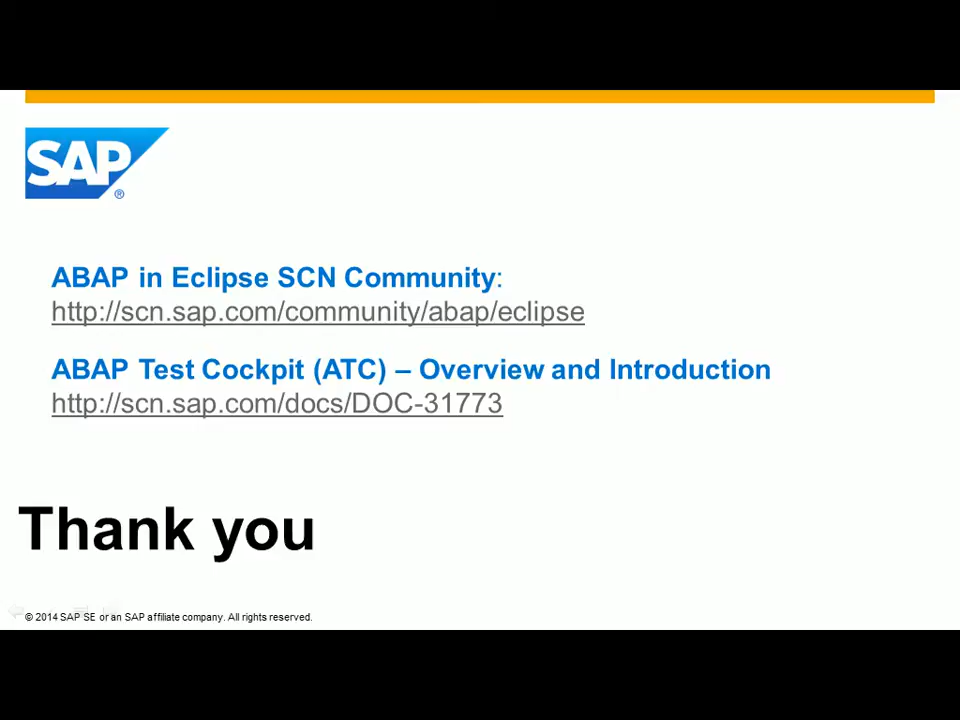 SAP®
ABAP in Eclipse SCN Community:
http://scn.sap.com/community/abap/eclipse
ABAP Test Cockpit (ATC) – Overview and Introduction
http://scn.sap.com/docs/DOC-31773
Thank you
© 2014 SAP SE or an SAP affiliate company. All rights reserved.